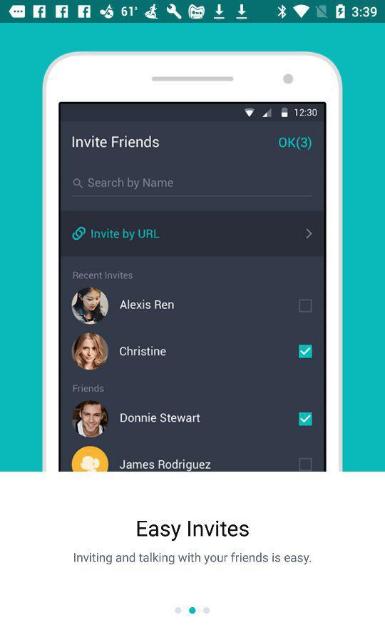 61° 3:39
12:30
Invite Friends OK(3)
Search by Name
Invite by URL
Recent Invites
Alexis Ren
Christine
Friends
Donnie Stewart
James Rodriguez
Easy Invites
Inviting and talking with your friends is easy.